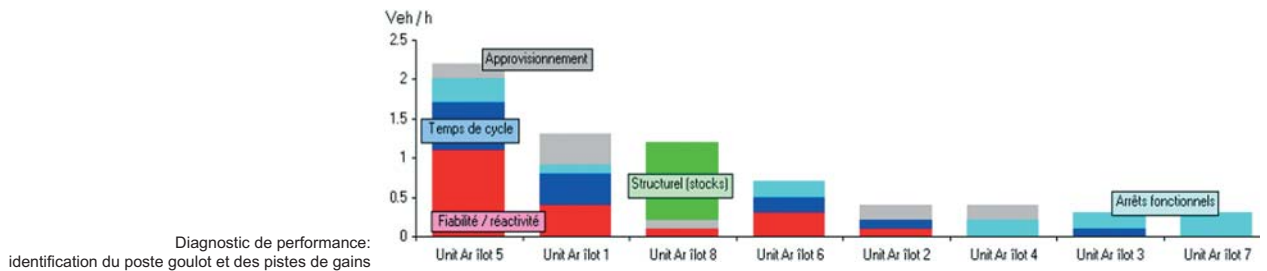 Veh / h
2.5
2
1.5
1
0.5
0
Approvisionnement
Temps de cycle
Fiabilité / réactivité
Structurel (stocks)
Arrêts fonctionnels
Unit Ar îlot 5
Unit Ar îlot 1
Unit Ar îlot 8
Unit Ar îlot 6
Unit Ar îlot 2
Unit Ar îlot 4
Unit Ar îlot 3
Unit Ar îlot 7
Diagnostic de performance:
identification du poste goulot et des pistes de gains